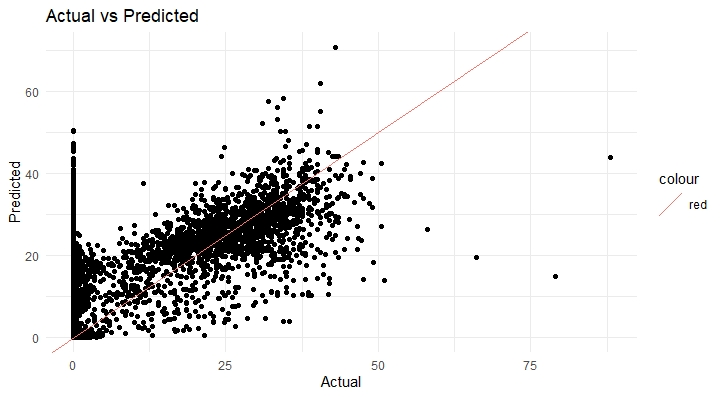 Actual vs Predicted
Predicted
60
40
20
0
0 25 50 75
Actual
colour
red